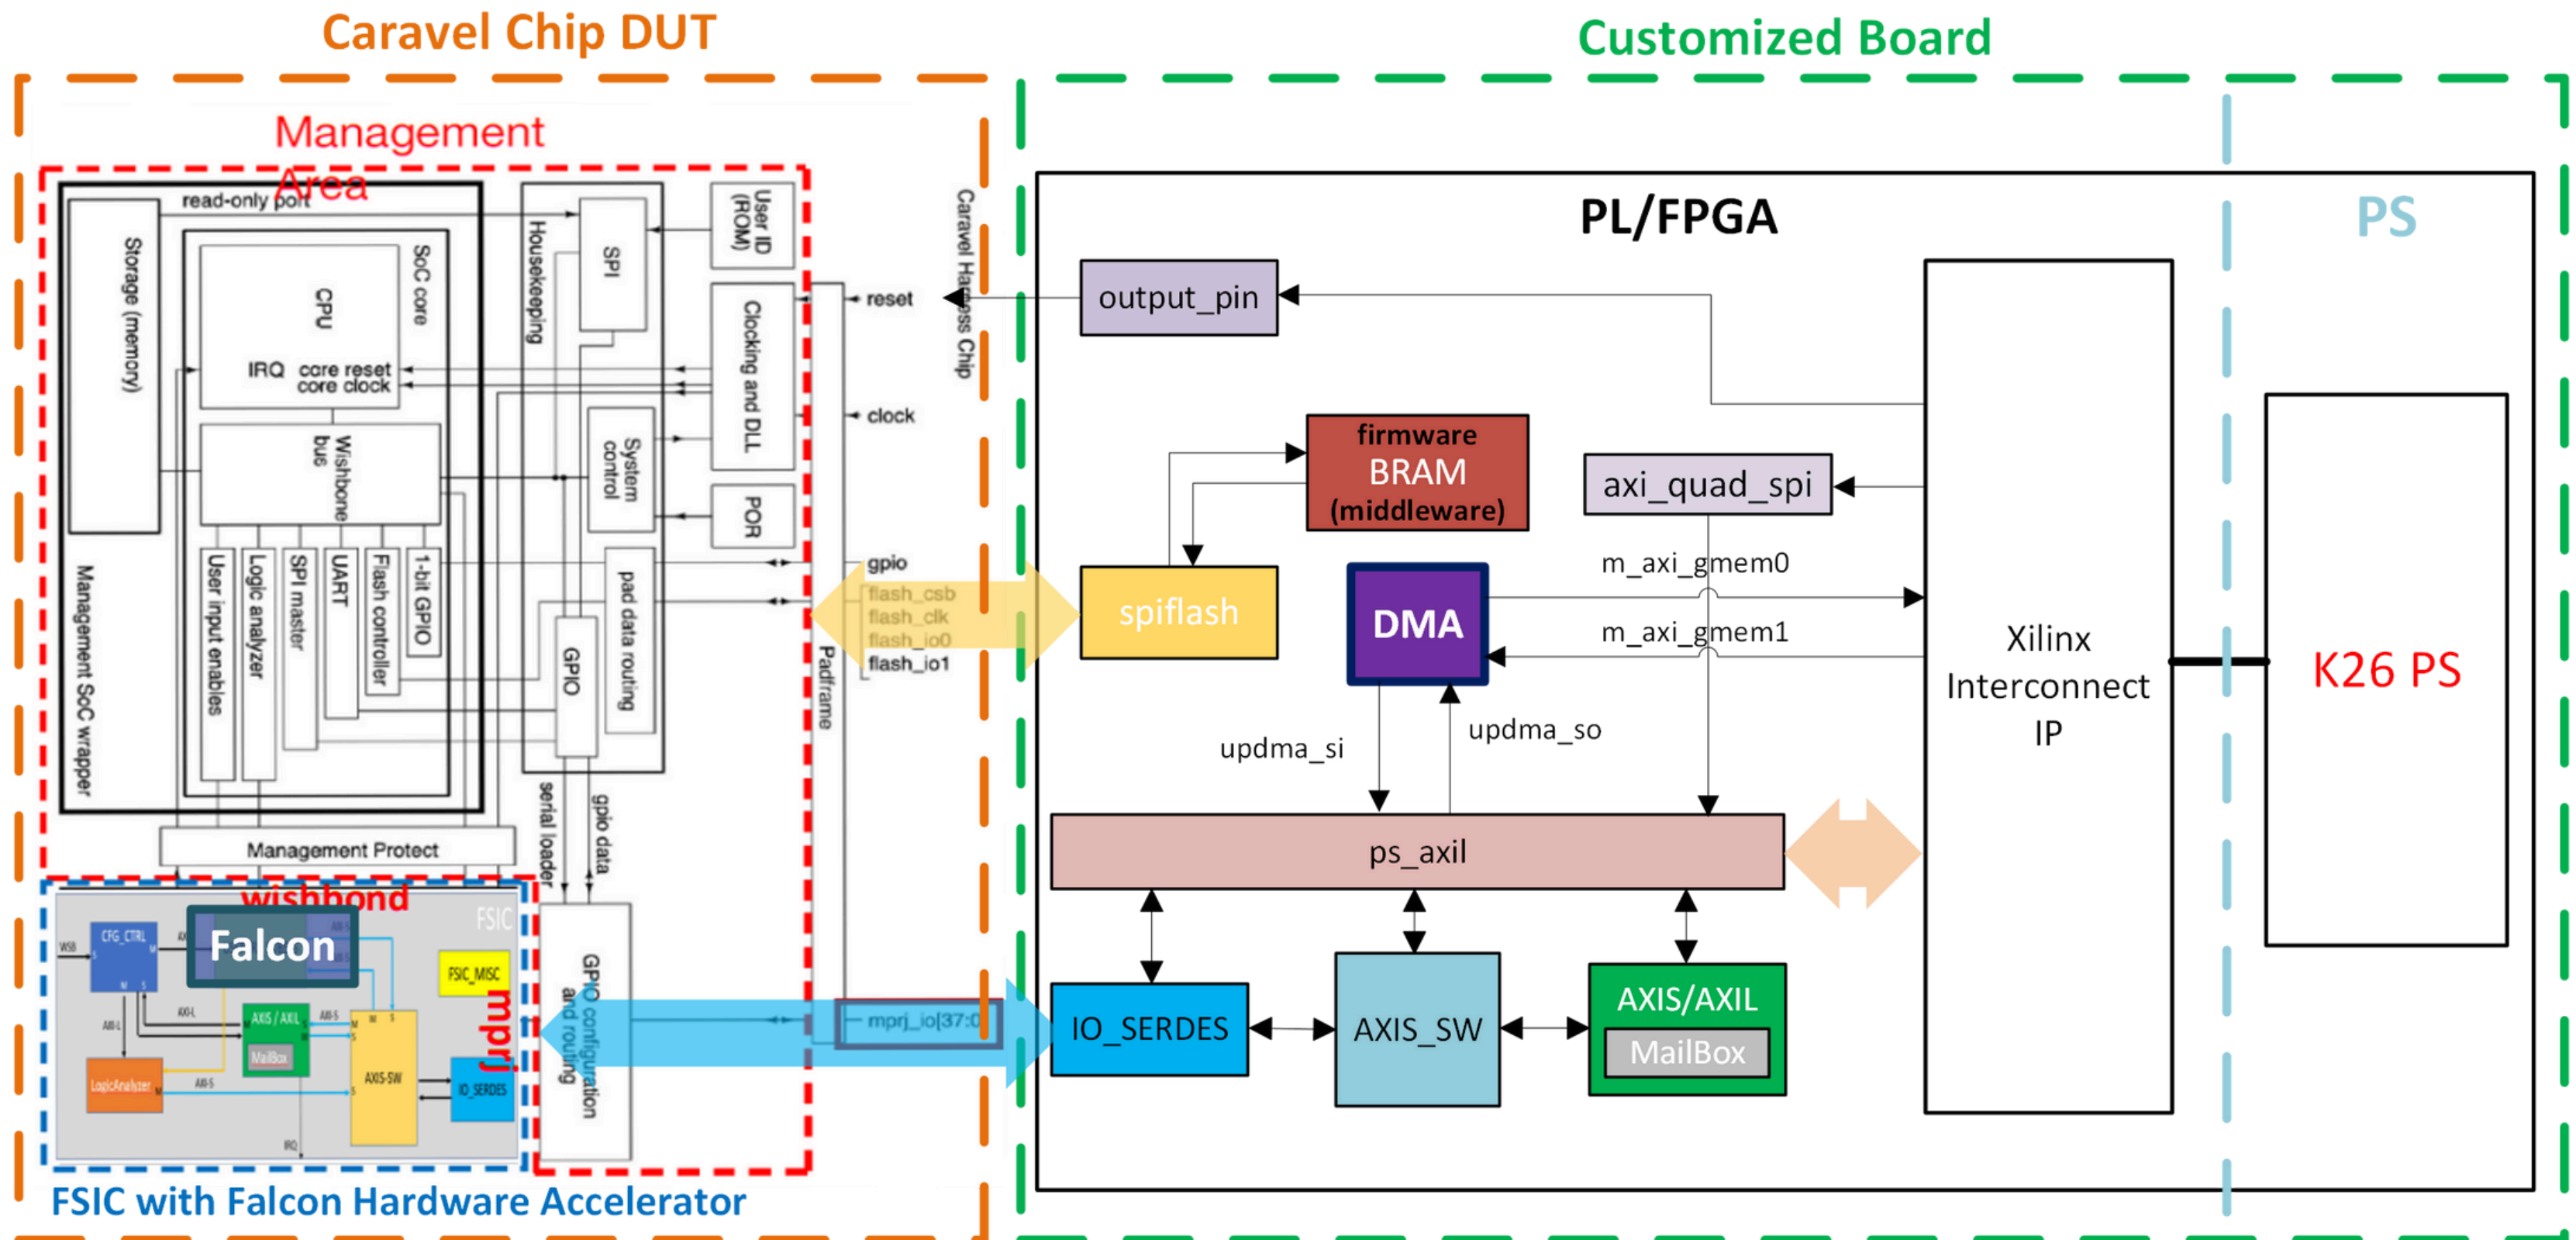 Caravel Chip DUT
Customized Board
Management
Area
read-only port
Storage (memory)
SoC core
CPU
IRQ
core reset
core clock
Wishbone
bus
User input enables
Logic analyzer
SPI master
UART
Flash controller
1-bit GPIO
Management SoC wrapper
Housekeeping
SPI
User ID
(ROM)
Clocking and DLL
System
control
POR
pad data routing
GPIO
serial loader
gpio data
Management Protect
GPIO configuration
and routing
Padframe
Caravel Harness Chip
reset
clock
gpio
flash_csb
flash_clk
flash_io0
flash_io1
mprj_io[37:0
wishbond
mprj
FSIC
WSB
CFG_CTRL
M
M S
Falcon
FSIC_MISC
AXI-L
AXI-L
AXIS / AXIL
MailBox
AXI-S
M S
M
S
AXIS-SW
S
LogicAnalyzer
M
AXI-S
IO_SERDES
IRQ
FSIC with Falcon Hardware Accelerator
PL/FPGA
PS
output_pin
firmware
BRAM
(middleware)
axi_quad_spi
spiflash
DMA
m_axi_gmem0
m_axi_gmem1
updma_si
updma_so
Xilinx
Interconnect
IP
K26 PS
ps_axil
IO_SERDES
AXIS_SW
AXIS/AXIL
MailBox